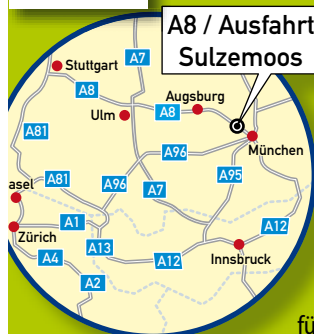 A8 / Ausfahrt
Sulzemoos
A7
Stuttgart
A8
Augsburg
Ulm
A8
A81
München
A96
A81
A96
A7
A95
asel
A1
A12
Zürich
A13
A4
A12
Innsbruck
A2
fü